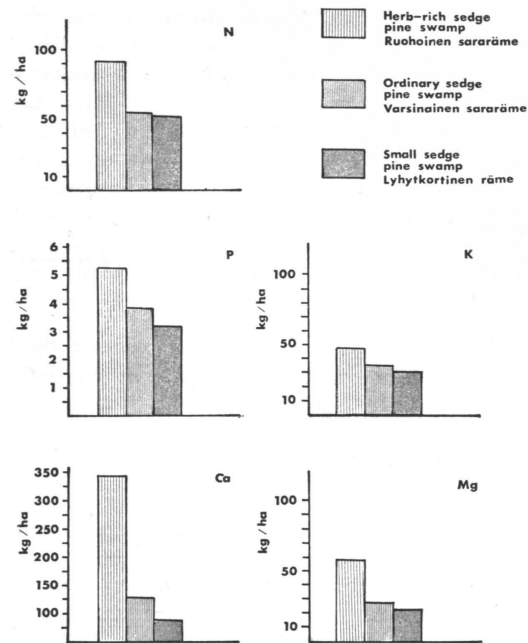 N
kg/ha
100
50
10
Herb-rich sedge
pine swamp
Ruohoinen sararäme
Ordinary sedge
pine swamp
Varsinainen sararäme
Small sedge
pine swamp
Lyhytkortinen räme
P
kg/ha
6
5
4
3
2
1
K
kg/ha
100
50
10
Ca
kg/ha
350
300
250
200
150
100
Mg
kg/ha
100
50
10